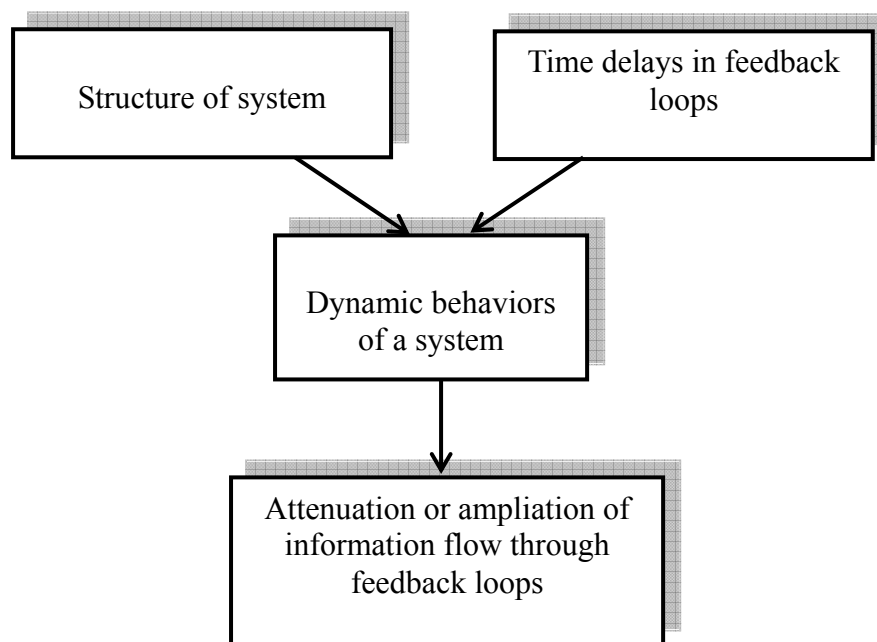 Structure of system
Time delays in feedback
loops
Dynamic behaviors
of a system
Attenuation or ampliation of
information flow through
feedback loops